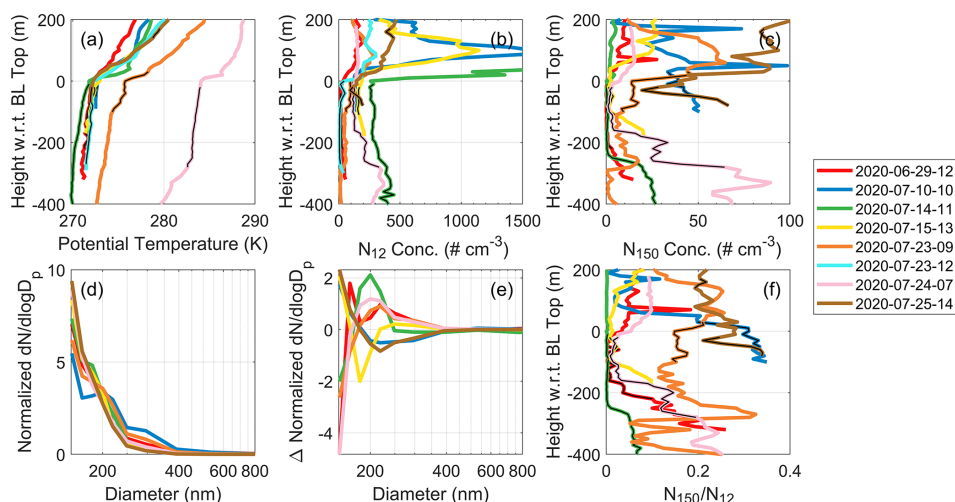 (a)
Height w.r.t. BL Top (m)
200
0
-200
-400
270 275 280 285 290
Potential Temperature (K)
(b)
Height w.r.t. BL Top (m)
200
0
-200
-400
0 500 1000 1500
N12 Conc. (# cm-3)
(c)
Height w.r.t. BL Top (m)
200
0
-200
-400
0 50 100
N150 Conc. (# cm-3)
2020-06-29-12
2020-07-10-10
2020-07-14-11
2020-07-15-13
2020-07-23-09
2020-07-23-12
2020-07-24-07
2020-07-25-14
(d)
Normalized dN/dlogDp
10
5
0
200 400 600 800
Diameter (nm)
(e)
Δ Normalized dN/dlogDp
2
0
-2
-4
200 400 600 800
Diameter (nm)
(f)
Height w.r.t. BL Top (m)
200
0
-200
-400
0 0.2 0.4
N150/N12